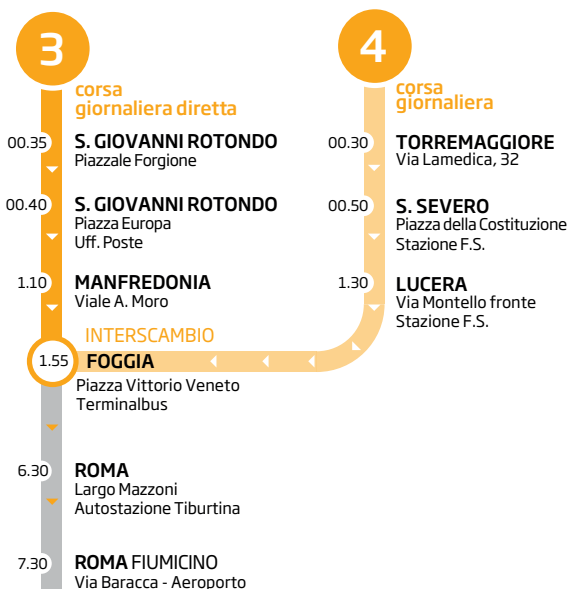 3
corsa
giornaliera diretta
00.35 S. GIOVANNI ROTONDO
Piazzale Forgione
00.40 S. GIOVANNI ROTONDO
Piazza Europa
Uff. Poste
1.10 MANFREDONIA
Viale A. Moro
INTERSCAMBIO
1.55 FOGGIA
Piazza Vittorio Veneto
Terminalbus
6.30 ROMA
Largo Mazzoni
Autostazione Tiburtina
7.30 ROMA FIUMICINO
Via Baracca - Aeroporto
4
corsa
giornaliera
00.30 TORREMAGGIORE
Via Lamedica, 32
00.50 S. SEVERO
Piazza della Costituzione
Stazione F.S.
1.30 LUCERA
Via Montello fronte
Stazione F.S.